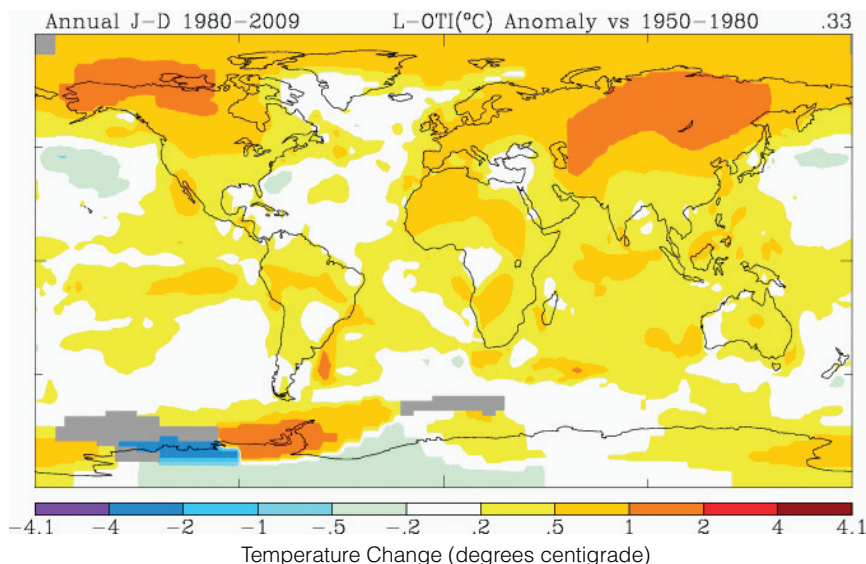 Annual J-D 1980-2009 L-OTI(°C) Anomaly vs 1950-1980 .33
-4.1 -4 -2 -1 -.5 -.2 .2 .5 1 2 4 4.1
Temperature Change (degrees centigrade)